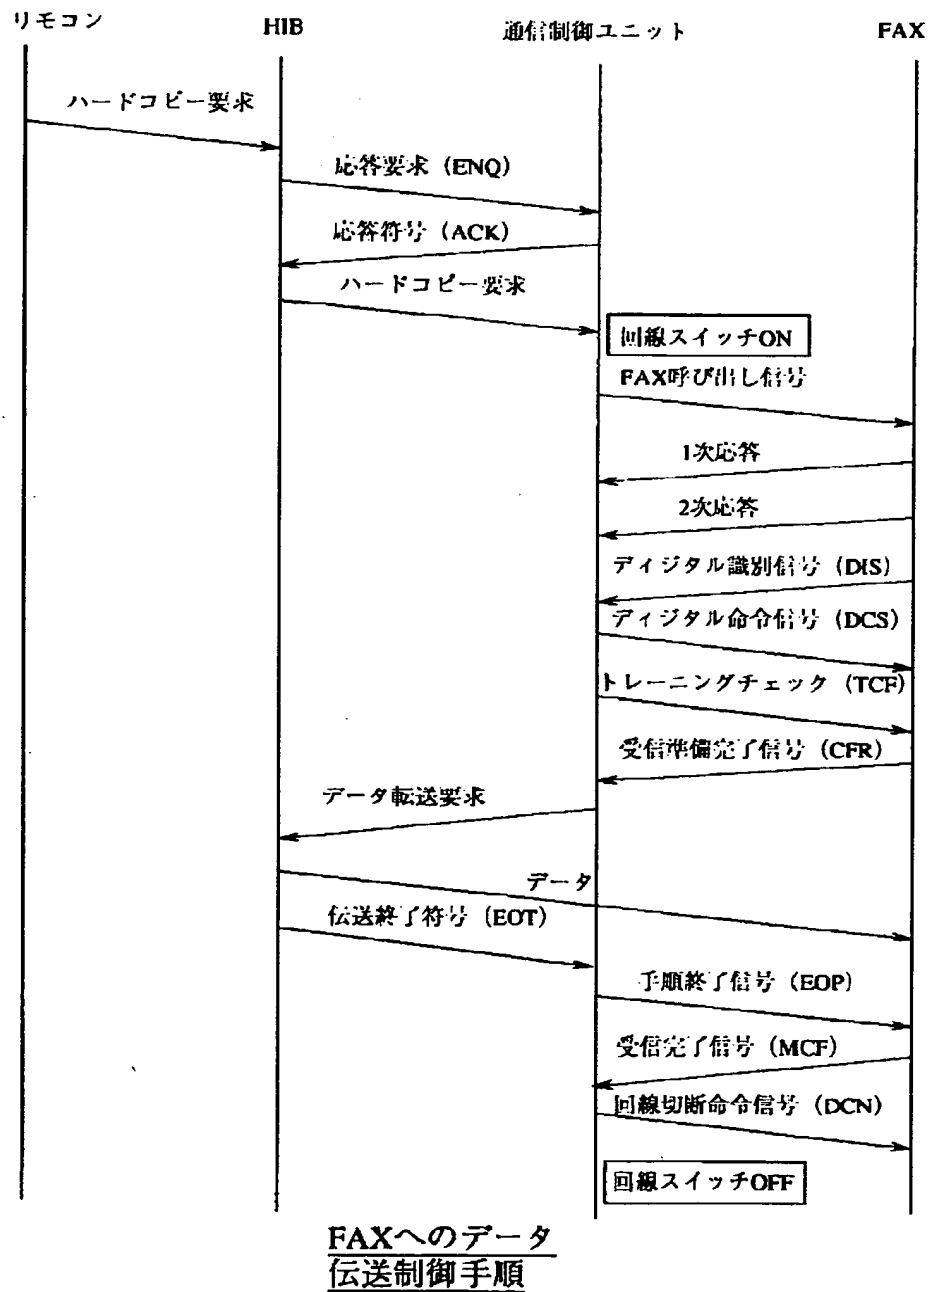 リモコン
HIB
通信制御ユニット
FAX
ハードコピー要求
応答要求（ENQ）
応答符号（ACK）
ハードコピー要求
回線スイッチON
FAX呼び出し信号
1次応答
2次応答
ディジタル識別信号（DIS）
ディジタル命令信号（DCS）
トレーニングチェック（TCF）
受信準備完了信号（CFR）
データ転送要求
データ
伝送終了符号（EOT）
手順終了信号（EOP）
受信完了信号（MCF）
回線切断命令信号（DCN）
回線スイッチOFF
FAXへのデータ
伝送制御手順